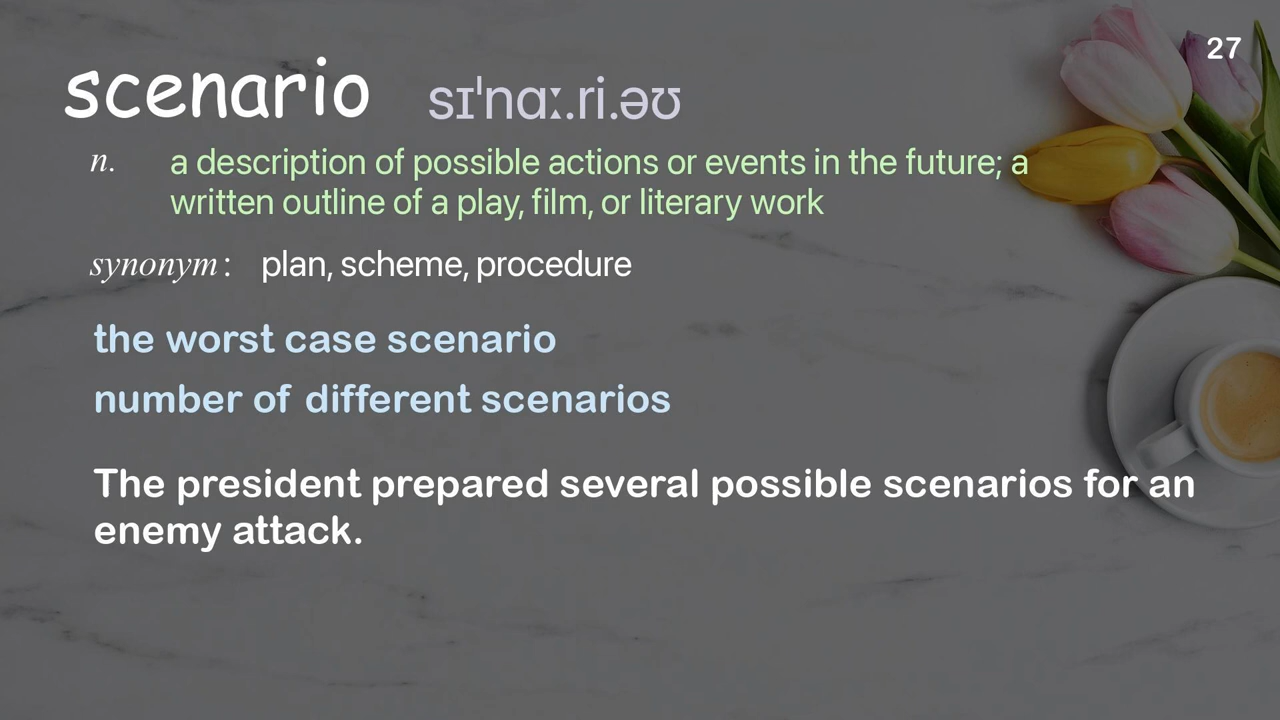 27
scenario sɪˈnɑː.ri.əʊ
n. a description of possible actions or events in the future; a
written outline of a play, film, or literary work
synonym : plan, scheme, procedure
the worst case scenario
number of different scenarios
The president prepared several possible scenarios for an
enemy attack.